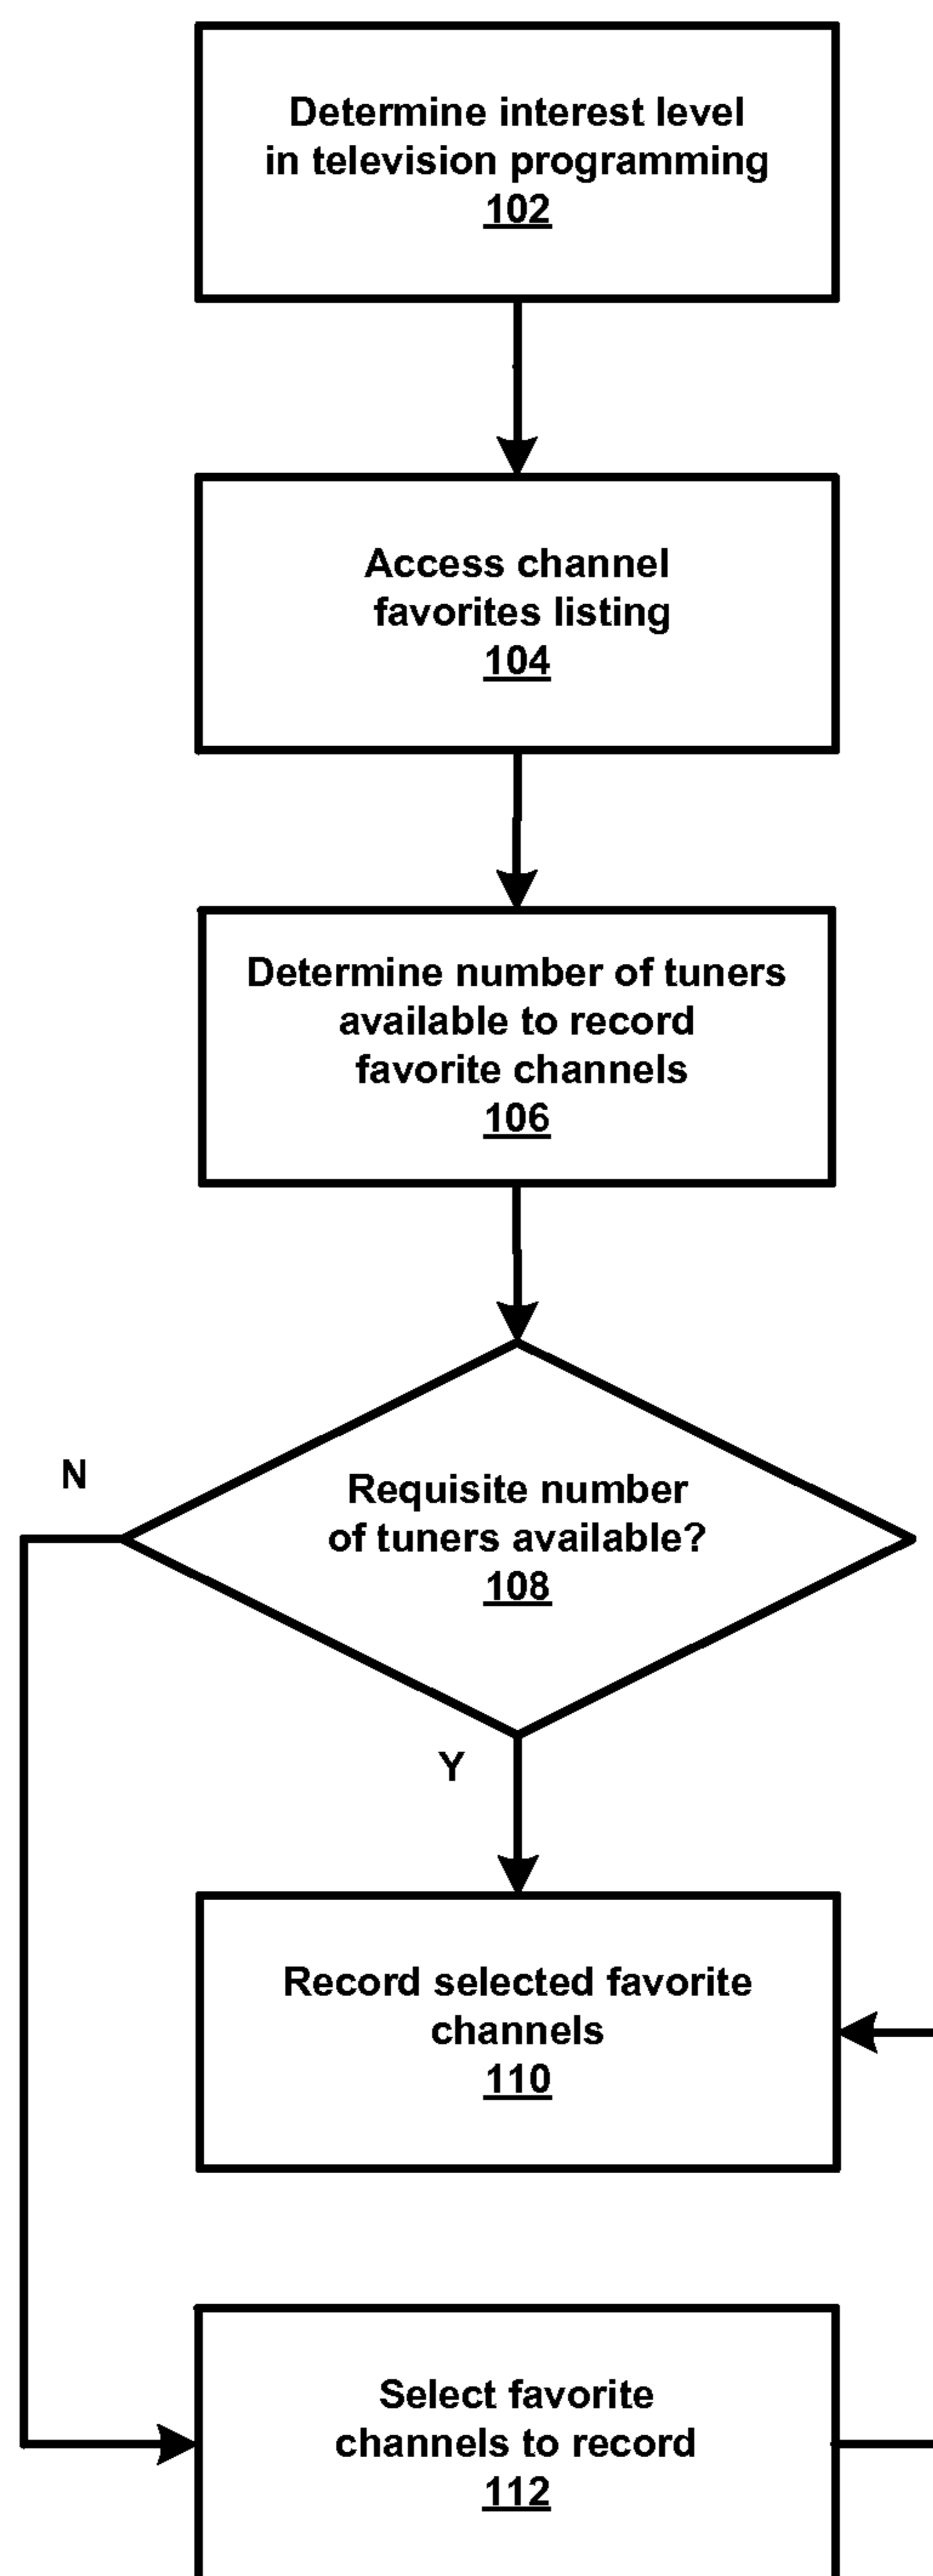 Determine interest level
in television programming
102
Access channel
favorites listing
104
Determine number of tuners
available to record
favorite channels
106
N
Requisite number
of tuners available?
108
Y
Record selected favorite
channels
110
Select favorite
channels to record
112